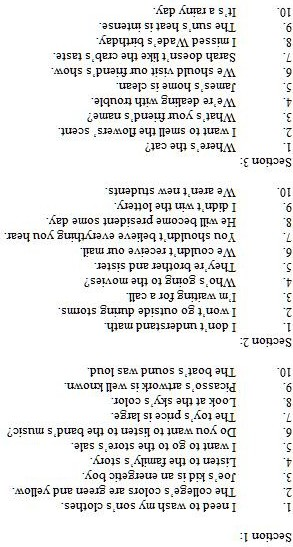 Section 1:
1. I need to wash my son's clothes.
2. The college's colors are green and yellow.
3. Joe's kid is an energetic boy.
4. Listen to the family's story.
5. I want to go to the store's sale.
6. Do you want to listen to the band's music?
7. The toy's price is large.
8. Look at the sky's color.
9. Picasso's artwork is well known.
10. The boat's sound was loud.
Section 2:
1. I don't understand math.
2. I won't go outside during storms.
3. I'm waiting for a call.
4. Who's going to the movies?
5. They're brother and sister.
6. We couldn't receive our mail.
7. You shouldn't believe everything you hear.
8. He will become president some day.
9. I didn't win the lottery.
10. We aren't new students.
Section 3:
1. Where's the cat?
2. I want to smell the flowers' scent.
3. What's your friend's name?
4. We're dealing with trouble.
5. James's home is clean.
6. We should visit our friend's show.
7. Sarah doesn't like the crab's taste.
8. I missed Wade's birthday.
9. The sun's heat is intense.
10. It's a rainy day.